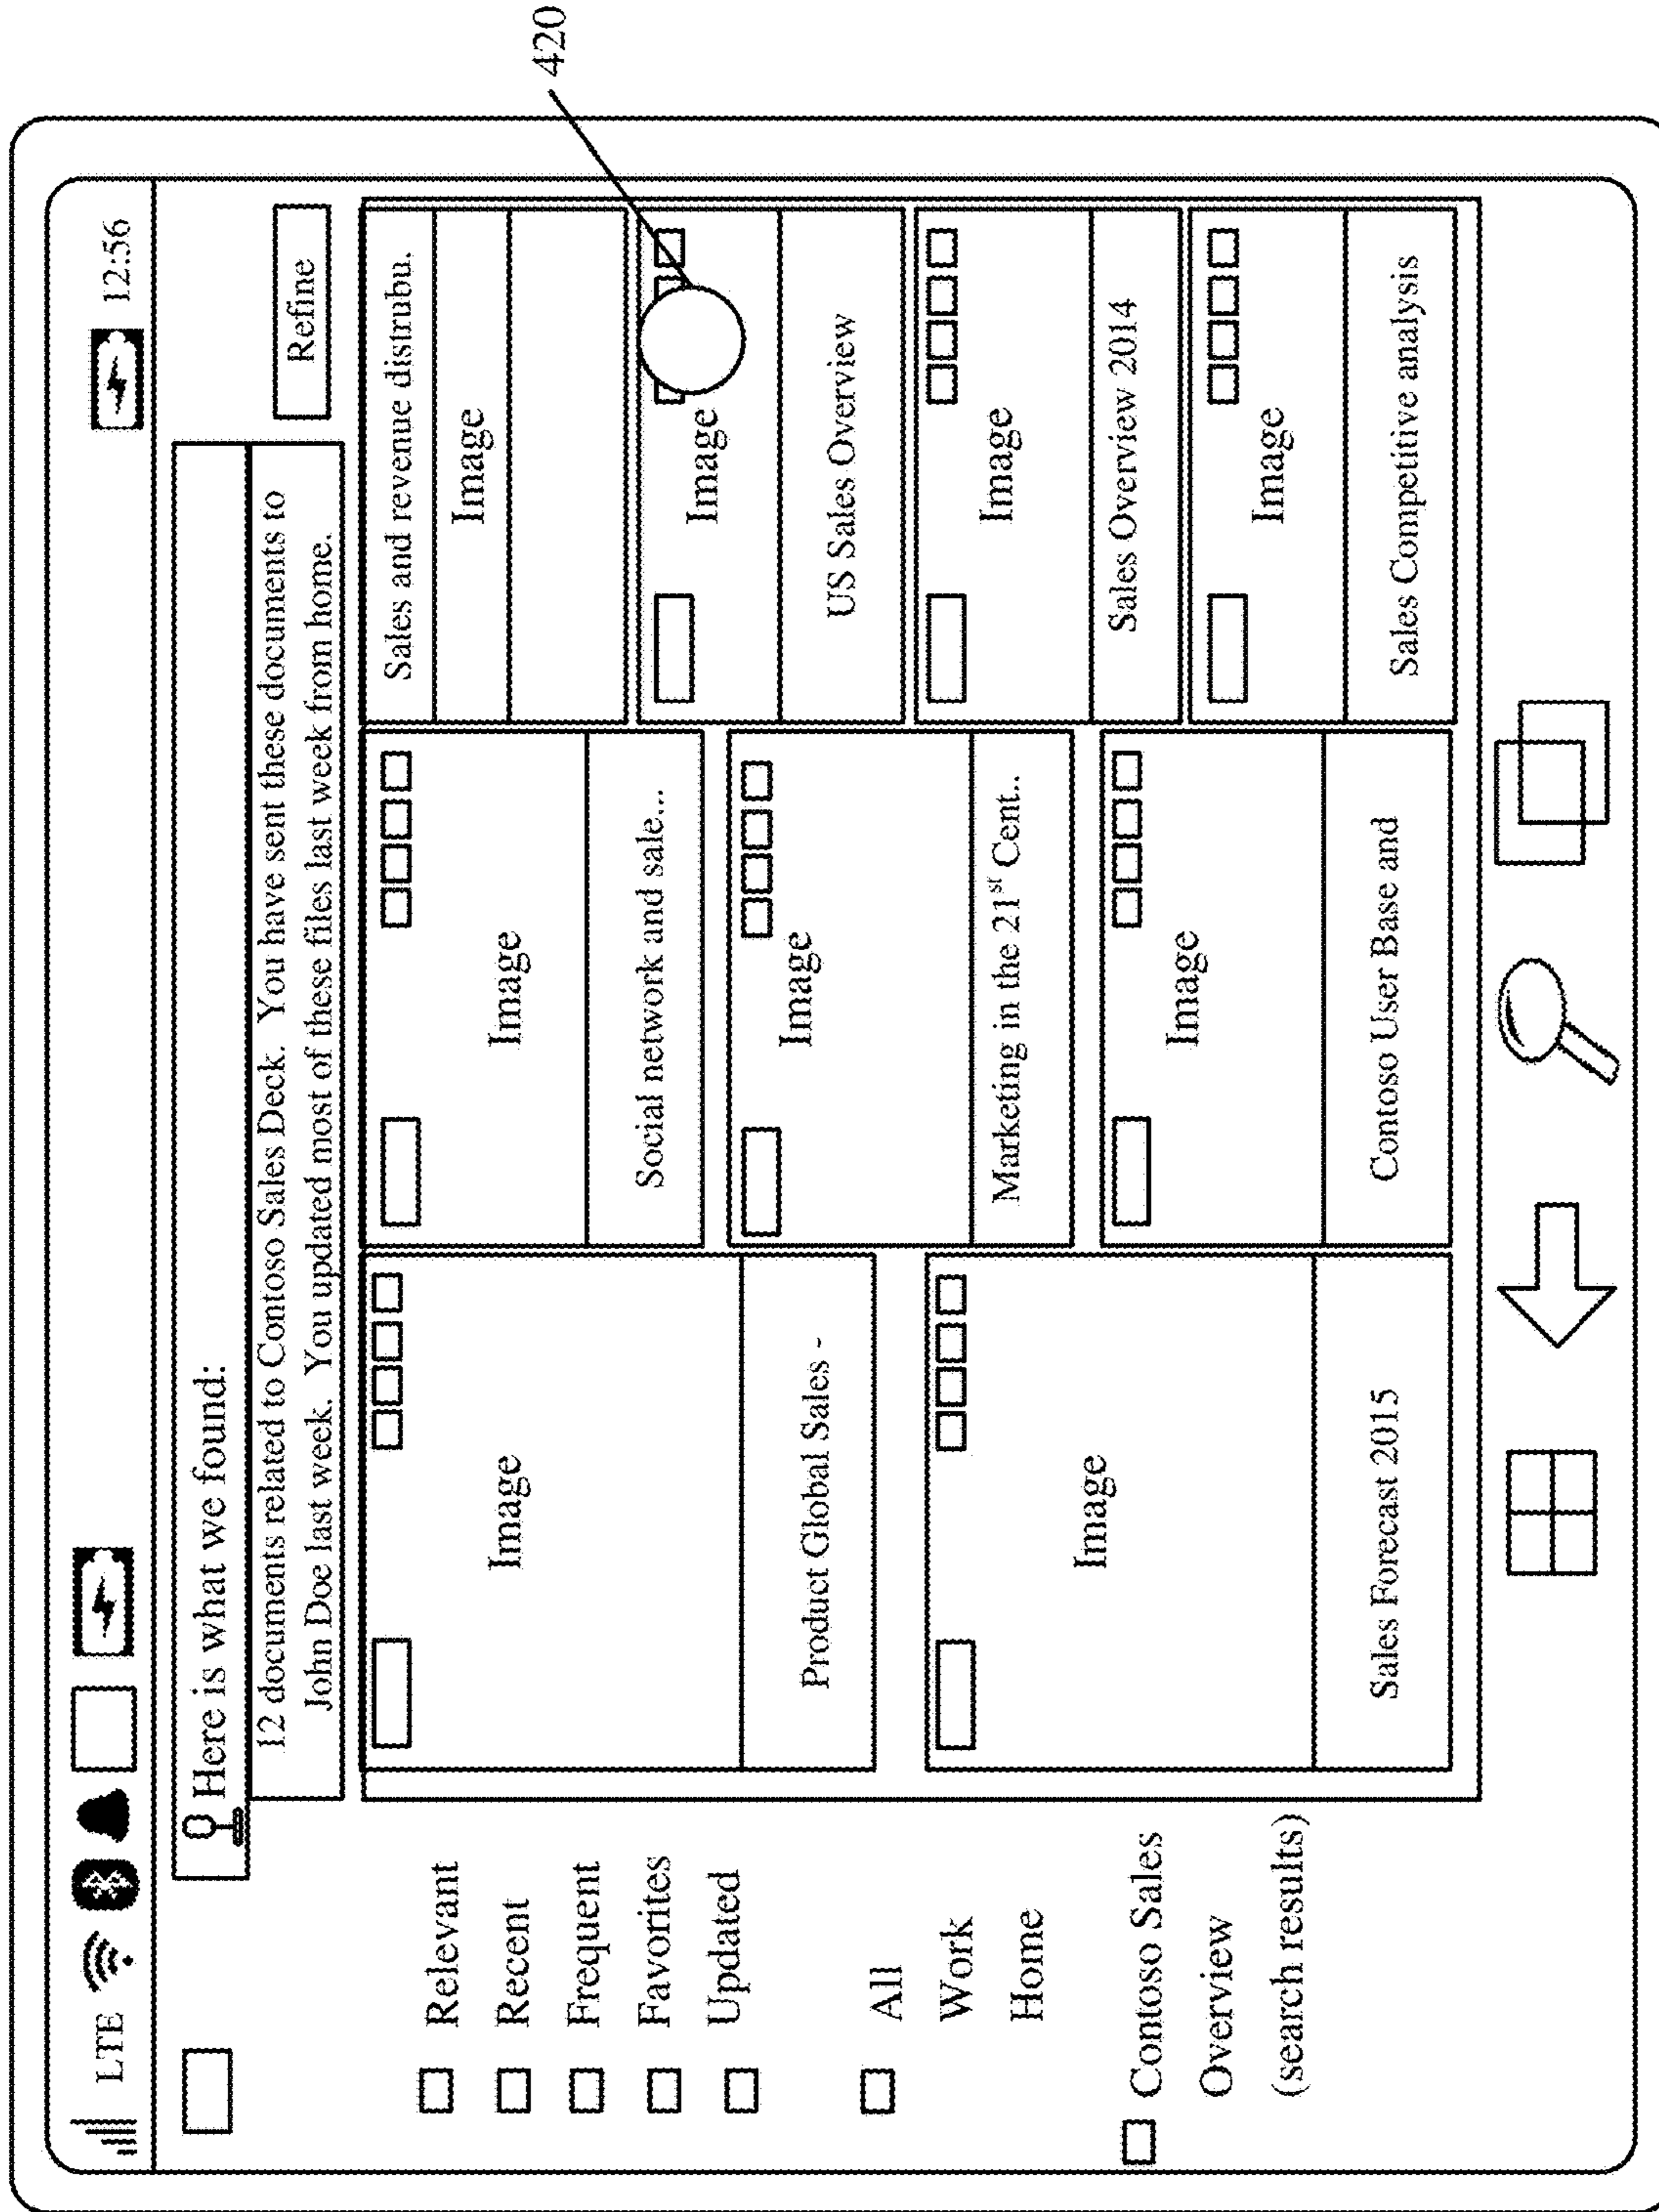 LTE
12:56
Here is what we found:
12 documents related to Contoso Sales Deck. You have sent these documents to
John Doe last week. You updated most of these files last week from home.
Refine
Relevant
Recent
Frequent
Favorites
Updated
All
Work
Home
Contoso Sales
Overview
(search results)
Image
Product Global Sales -
Image
Sales Forecast 2015
Image
Social network and sale...
Image
Marketing in the 21st Cent..
Image
Contoso User Base and
Sales and revenue distrubu.
Image
Image
US Sales Overview
Image
Sales Overview 2014
Image
Sales Competitive analysis
420